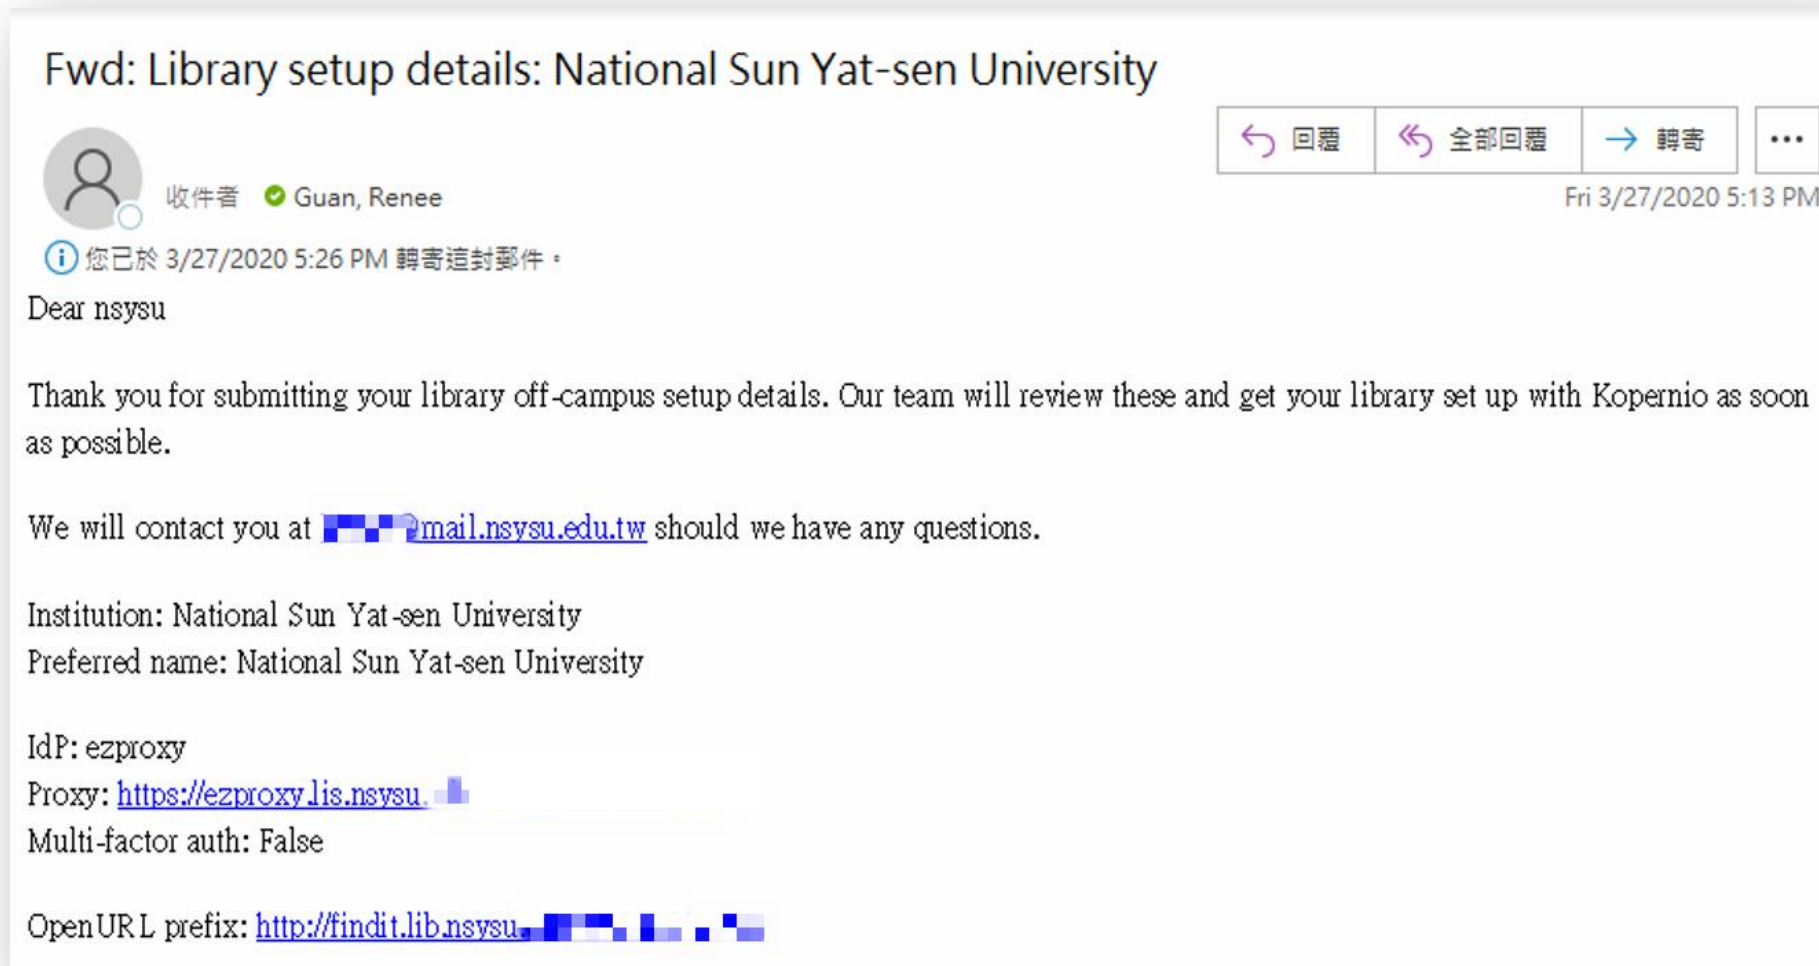 Fwd: Library setup details: National Sun Yat-sen University
回覆 全部回覆 轉寄
收件者 Guan, Renee
Fri 3/27/2020 5:13 PM
您已於 3/27/2020 5:26 PM 轉寄這封郵件。
Dear nsysu
Thank you for submitting your library off-campus setup details. Our team will review these and get your library set up with Kopernio as soon
as possible.
We will contact you at @mail.nsysu.edu.tw should we have any questions.
Institution: National Sun Yat-sen University
Preferred name: National Sun Yat-sen University
IdP: ezproxy
Proxy: https://ezproxy.lis.nsysu.
Multi-factor auth: False
OpenURL prefix: http://findit.lib.nsysu.